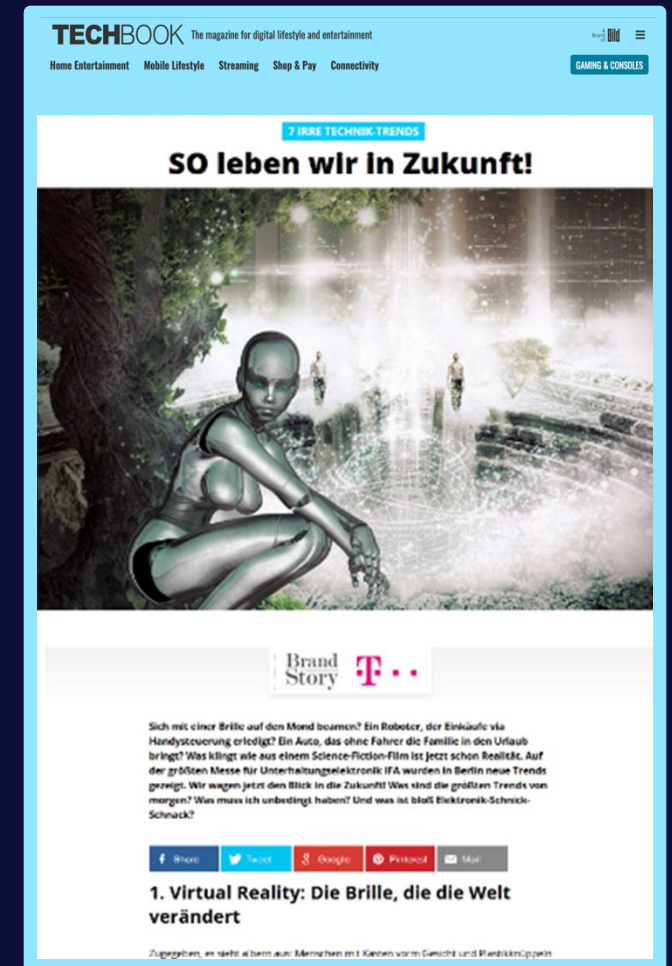 TECHBOOK The magazine for digital lifestyle and entertainment
Brand Bild
Home Entertainment Mobile Lifestyle Streaming Shop & Pay Connectivity
GAMING & CONSOLES
7 IRRE TECHNIK-TRENDS
SO leben wir in Zukunft!
Brand
Story T
Sich mit einer Brille auf den Mond beamen? Ein Roboter, der Einkäufe via
Handysteuerung erledigt? Ein Auto, das ohne Fahrer die Familie in den Urlaub
bringt? Was klingt wie aus einem Science-Fiction-Film ist jetzt schon Realität. Auf
der größten Messe für Unterhaltungselektronik IFA wurden in Berlin neue Trends
gezeigt. Wir wagen jetzt den Blick in die Zukunft! Was sind die größten Trends von
morgen? Was muss ich unbedingt haben? Und was ist bloß Elektronik-Schnick-
Schnack?
Share Tweet Google Pinterest Mail
1. Virtual Reality: Die Brille, die die Welt
verändert
Zugegeben, es sieht albern aus: Menschen mit Kästen vorm Gesicht und Plastikknüppeln